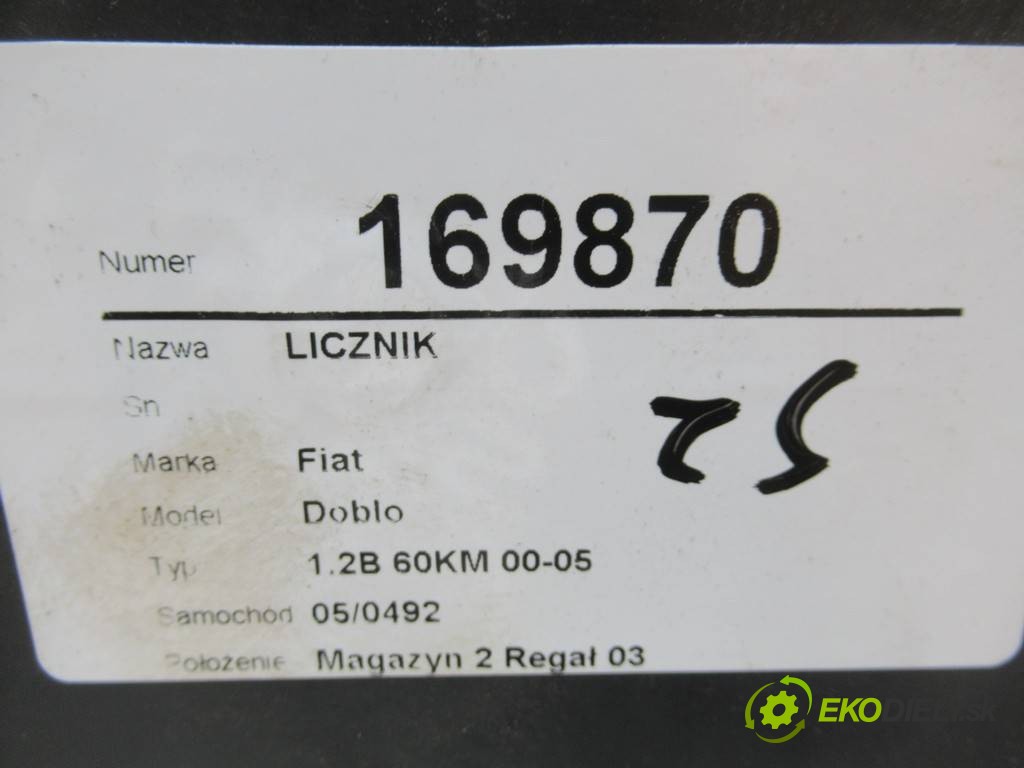 Numer 169870
Nazwa LICZNIK
Sn
Marka Fiat
Model Doblo
Typ 1.2B 60KM 00-05
Samochód 05/0492
Położenie Magazyn 2 Regał 03
EKODIELY.SK